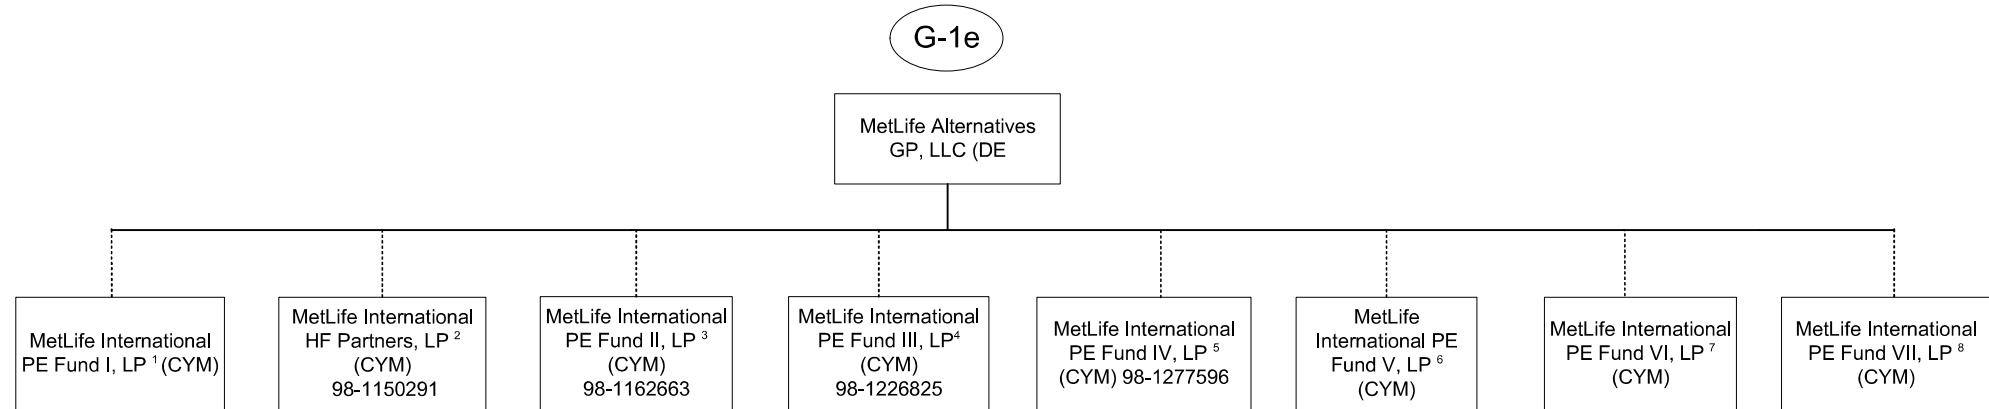 G-1e
MetLife Alternatives
GP, LLC (DE
MetLife International
PE Fund I, LP ¹ (CYM)
MetLife International
HF Partners, LP ²
(CYM)
98-1150291
MetLife International
PE Fund II, LP ³
(CYM)
98-1162663
MetLife International
PE Fund III, LP⁴
(CYM)
98-1226825
MetLife International
PE Fund IV, LP ⁵
(CYM) 98-1277596
MetLife
International PE
Fund V, LP ⁶
(CYM)
MetLife International
PE Fund VI, LP ⁷
(CYM)
MetLife International
PE Fund VII, LP ⁸
(CYM)